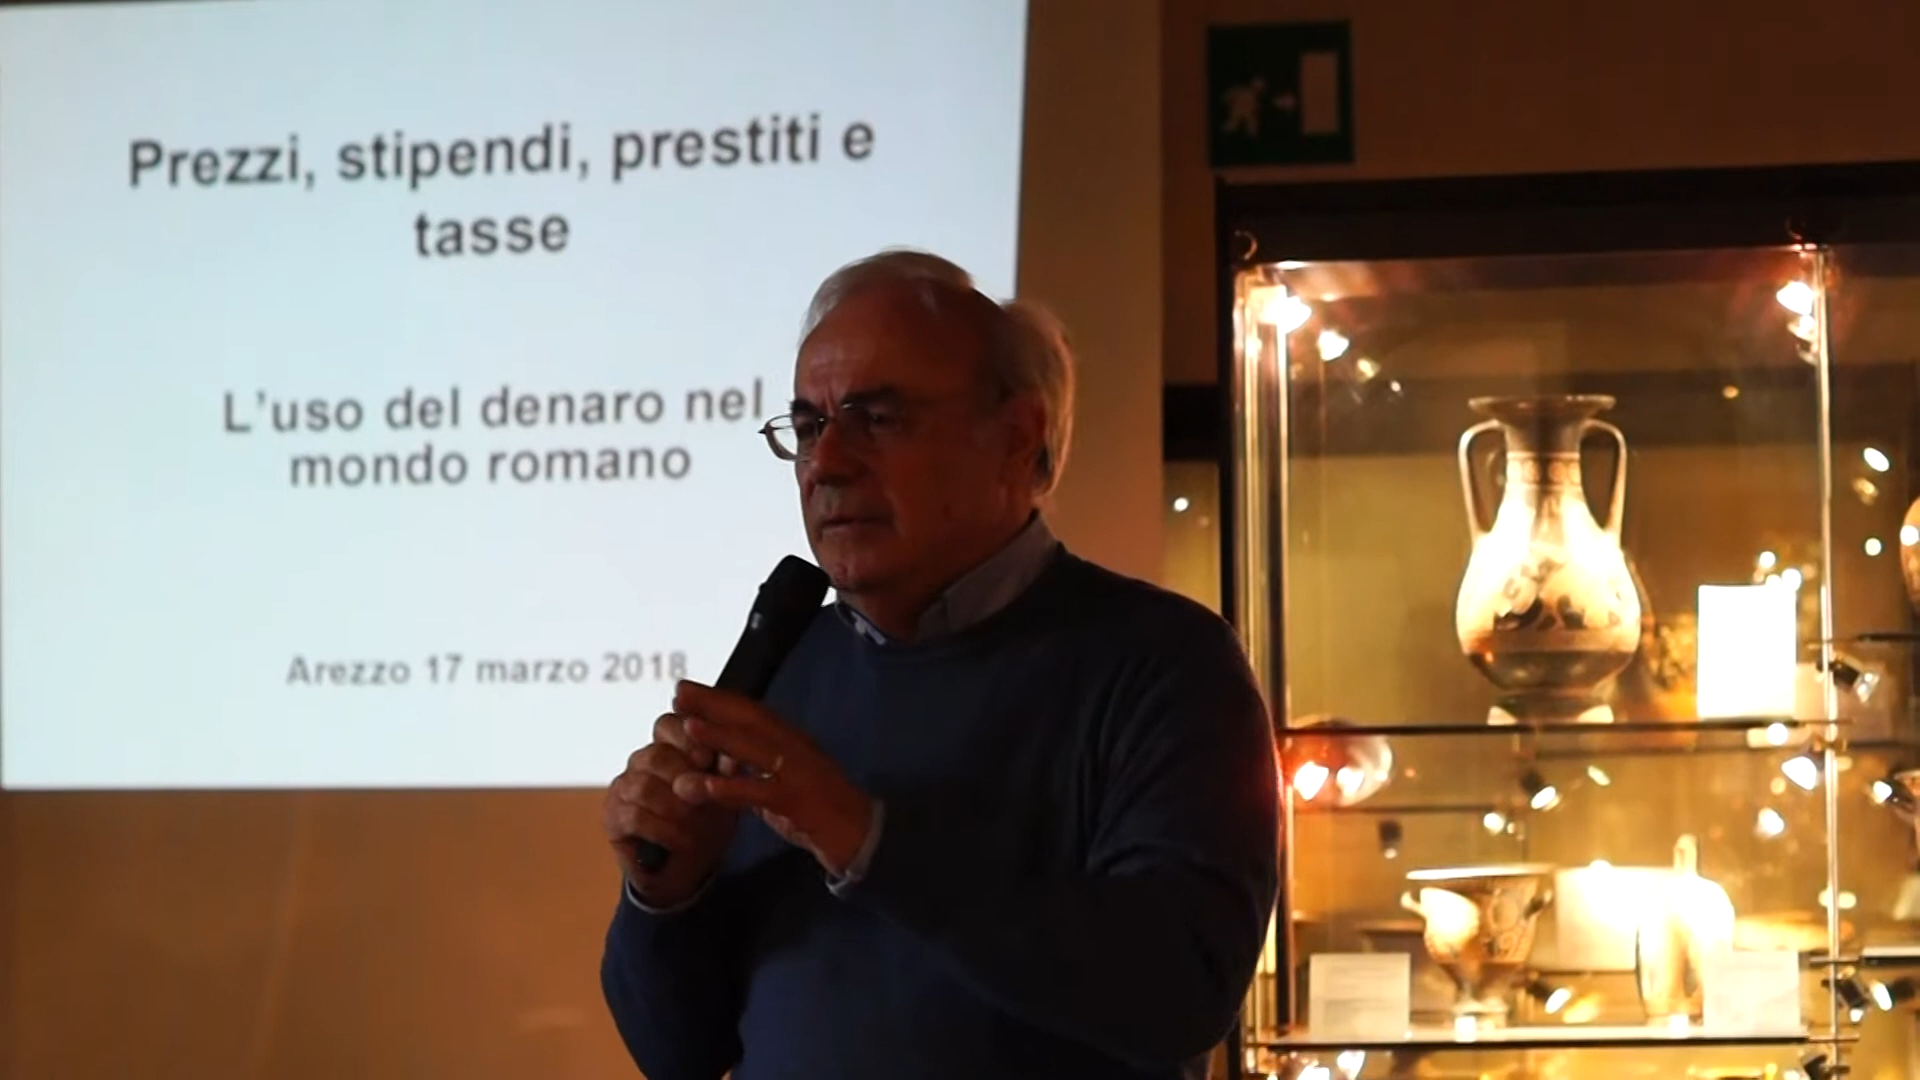 Prezzi, stipendi, prestiti e
tasse
L'uso del denaro nel
mondo romano
Arezzo 17 marzo 2018